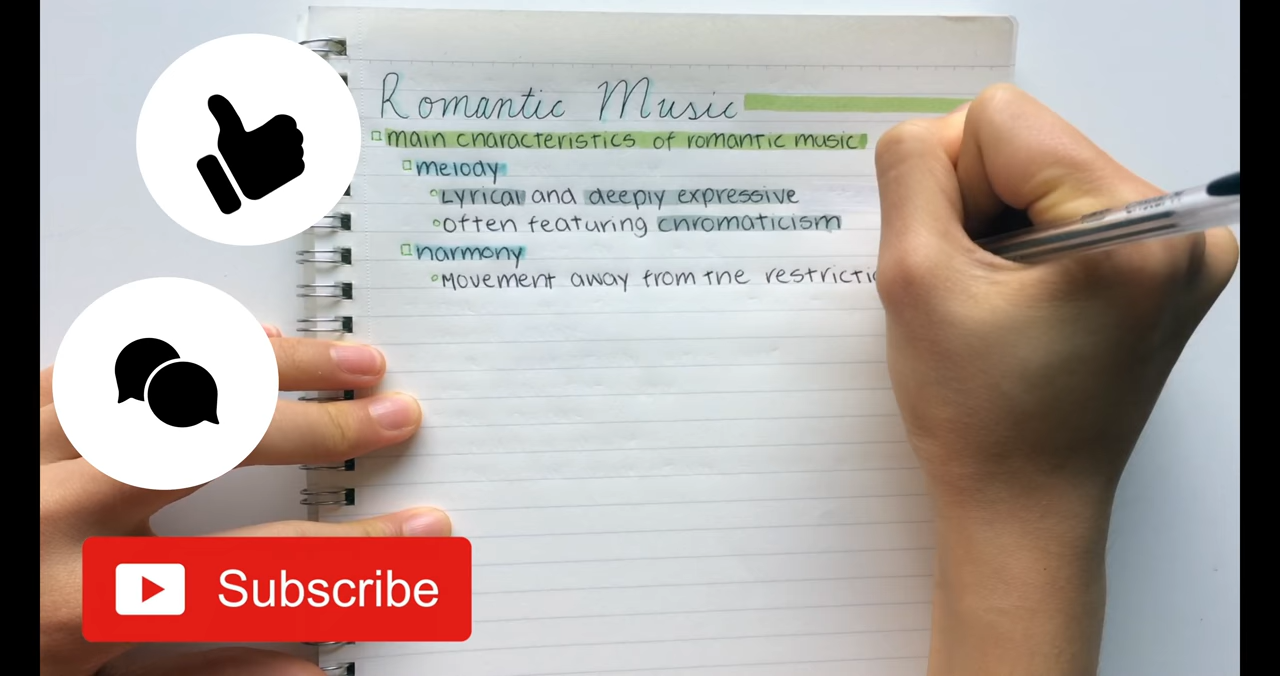 Romantic Music
main characteristics of romantic music
melody
Lyrical and deeply expressive
often featuring chromaticism
harmony
Movement away from the
Subscribe